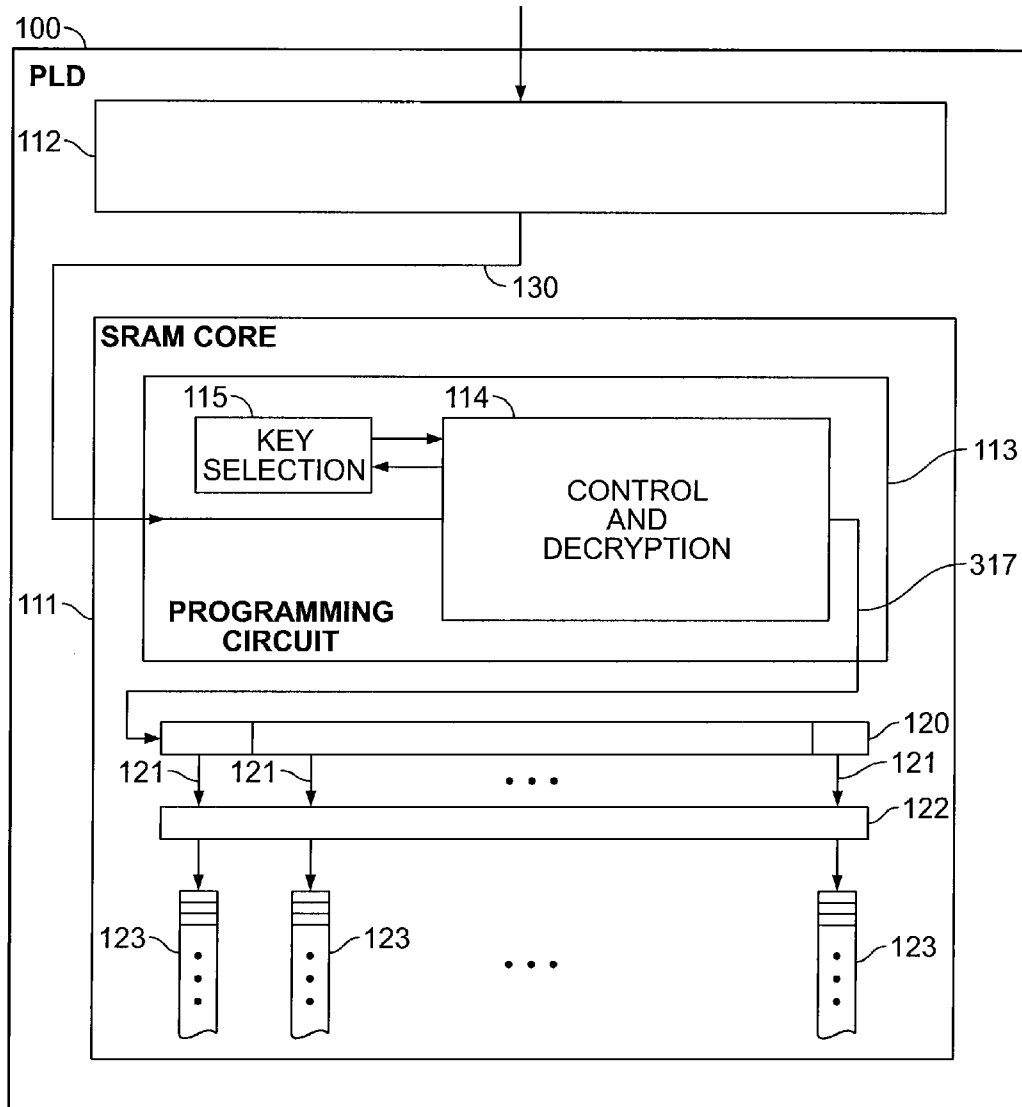 100
PLD
112
130
SRAM CORE
115
114
113
KEY
SELECTION
CONTROL
AND
DECRYPTION
317
111
PROGRAMMING
CIRCUIT
120
121
121
121
122
123
123
123